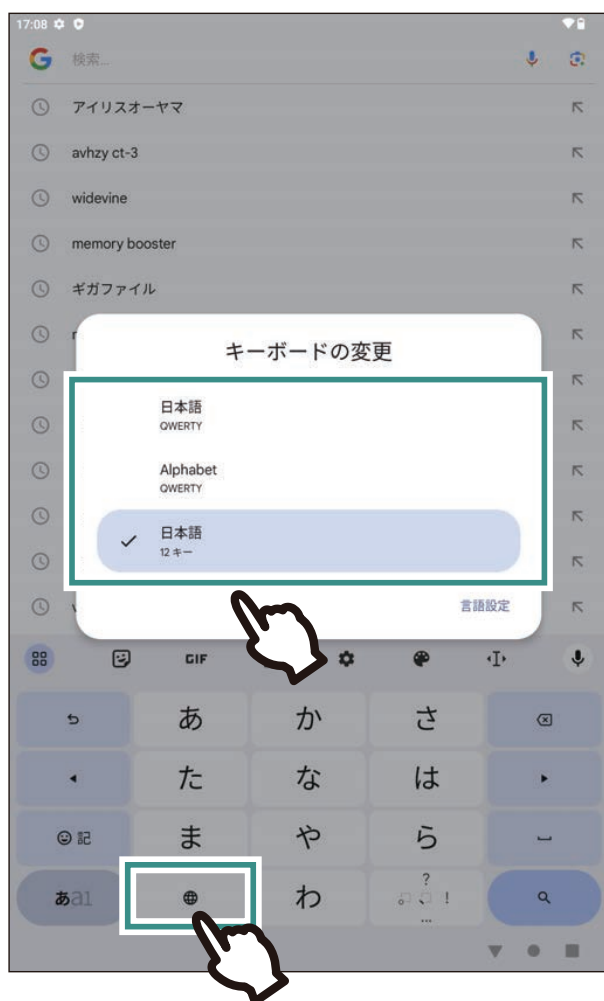 17:08
検索...
アイリスオーヤマ
avhzy ct-3
widevine
memory booster
ギガファイル
キーボードの変更
日本語
QWERTY
Alphabet
QWERTY
日本語
12 キー
言語設定
GIF
あ か さ
た な は
記 ま や ら
あa1 わ 。?、! ...